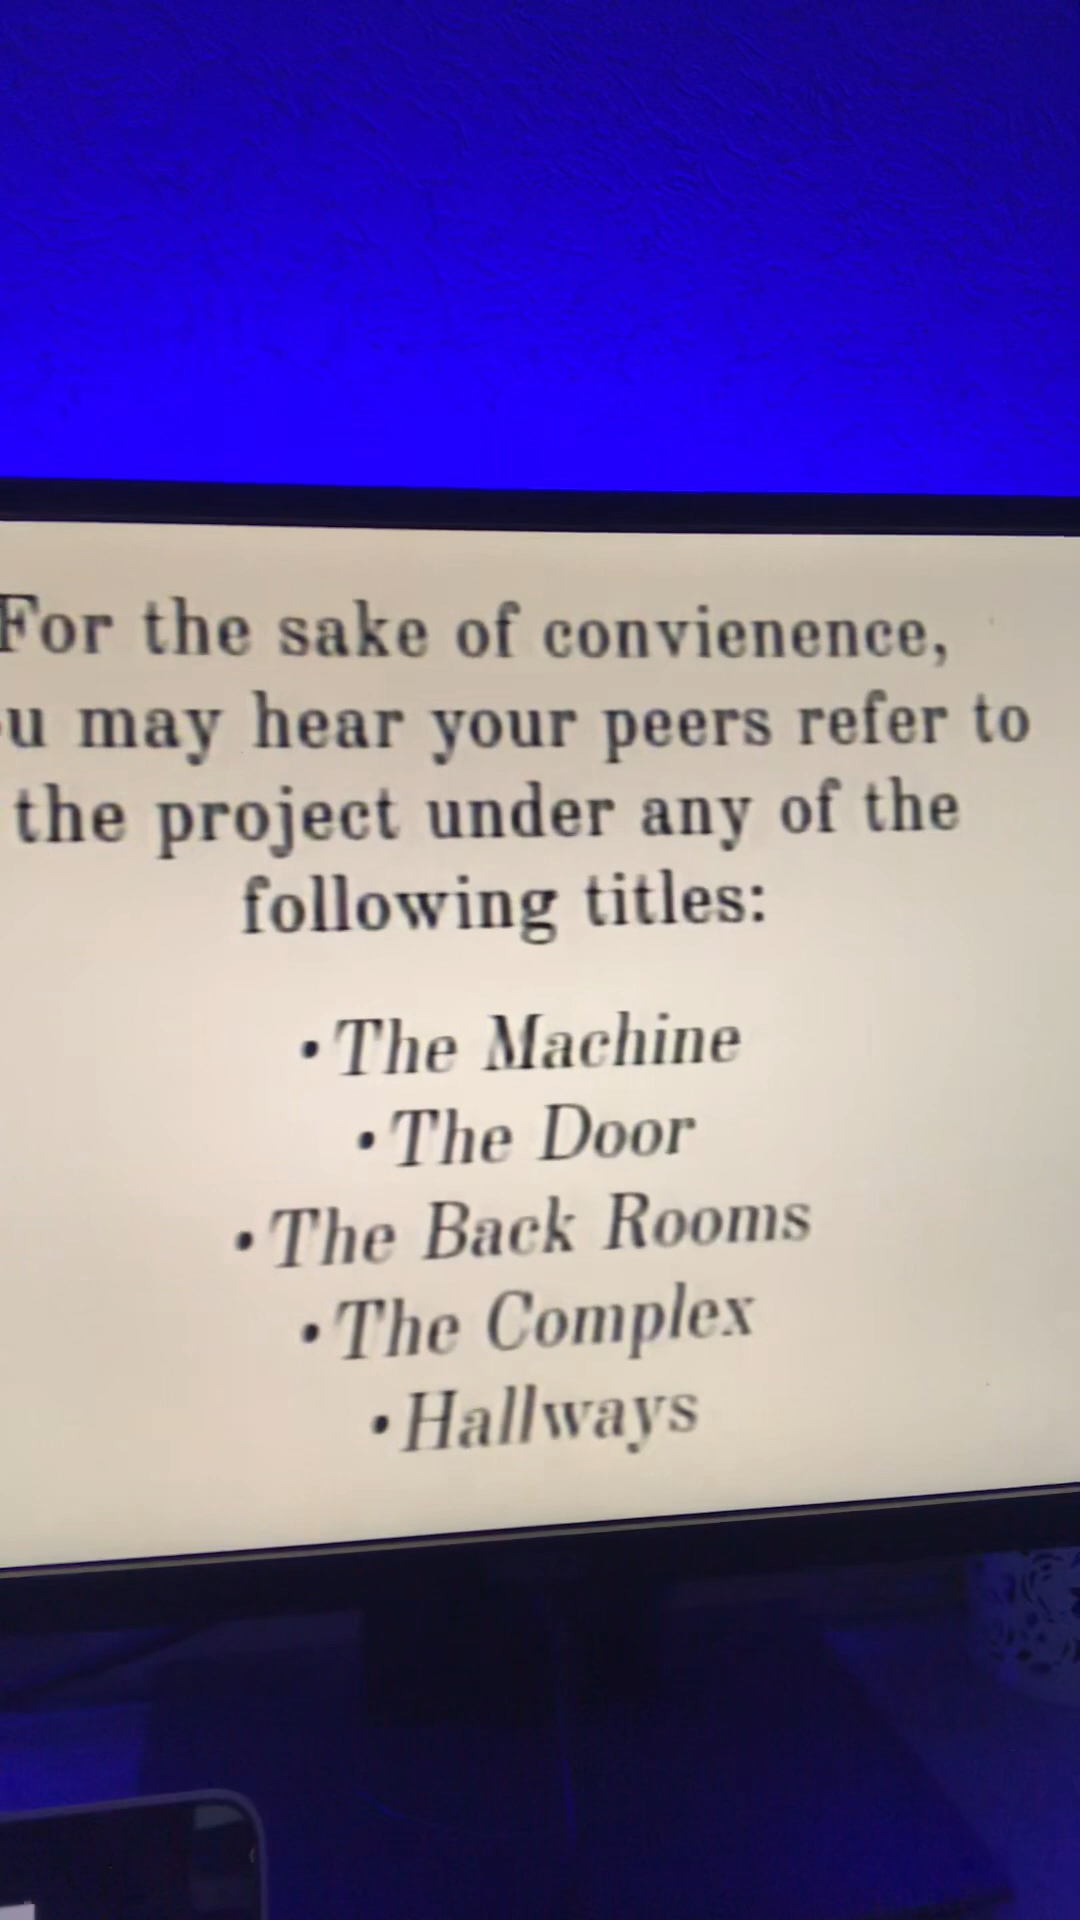 For the sake of convienence,
u may hear your peers refer to
the project under any of the
following titles:
• The Machine
• The Door
• The Back Rooms
• The Complex
• Hallways